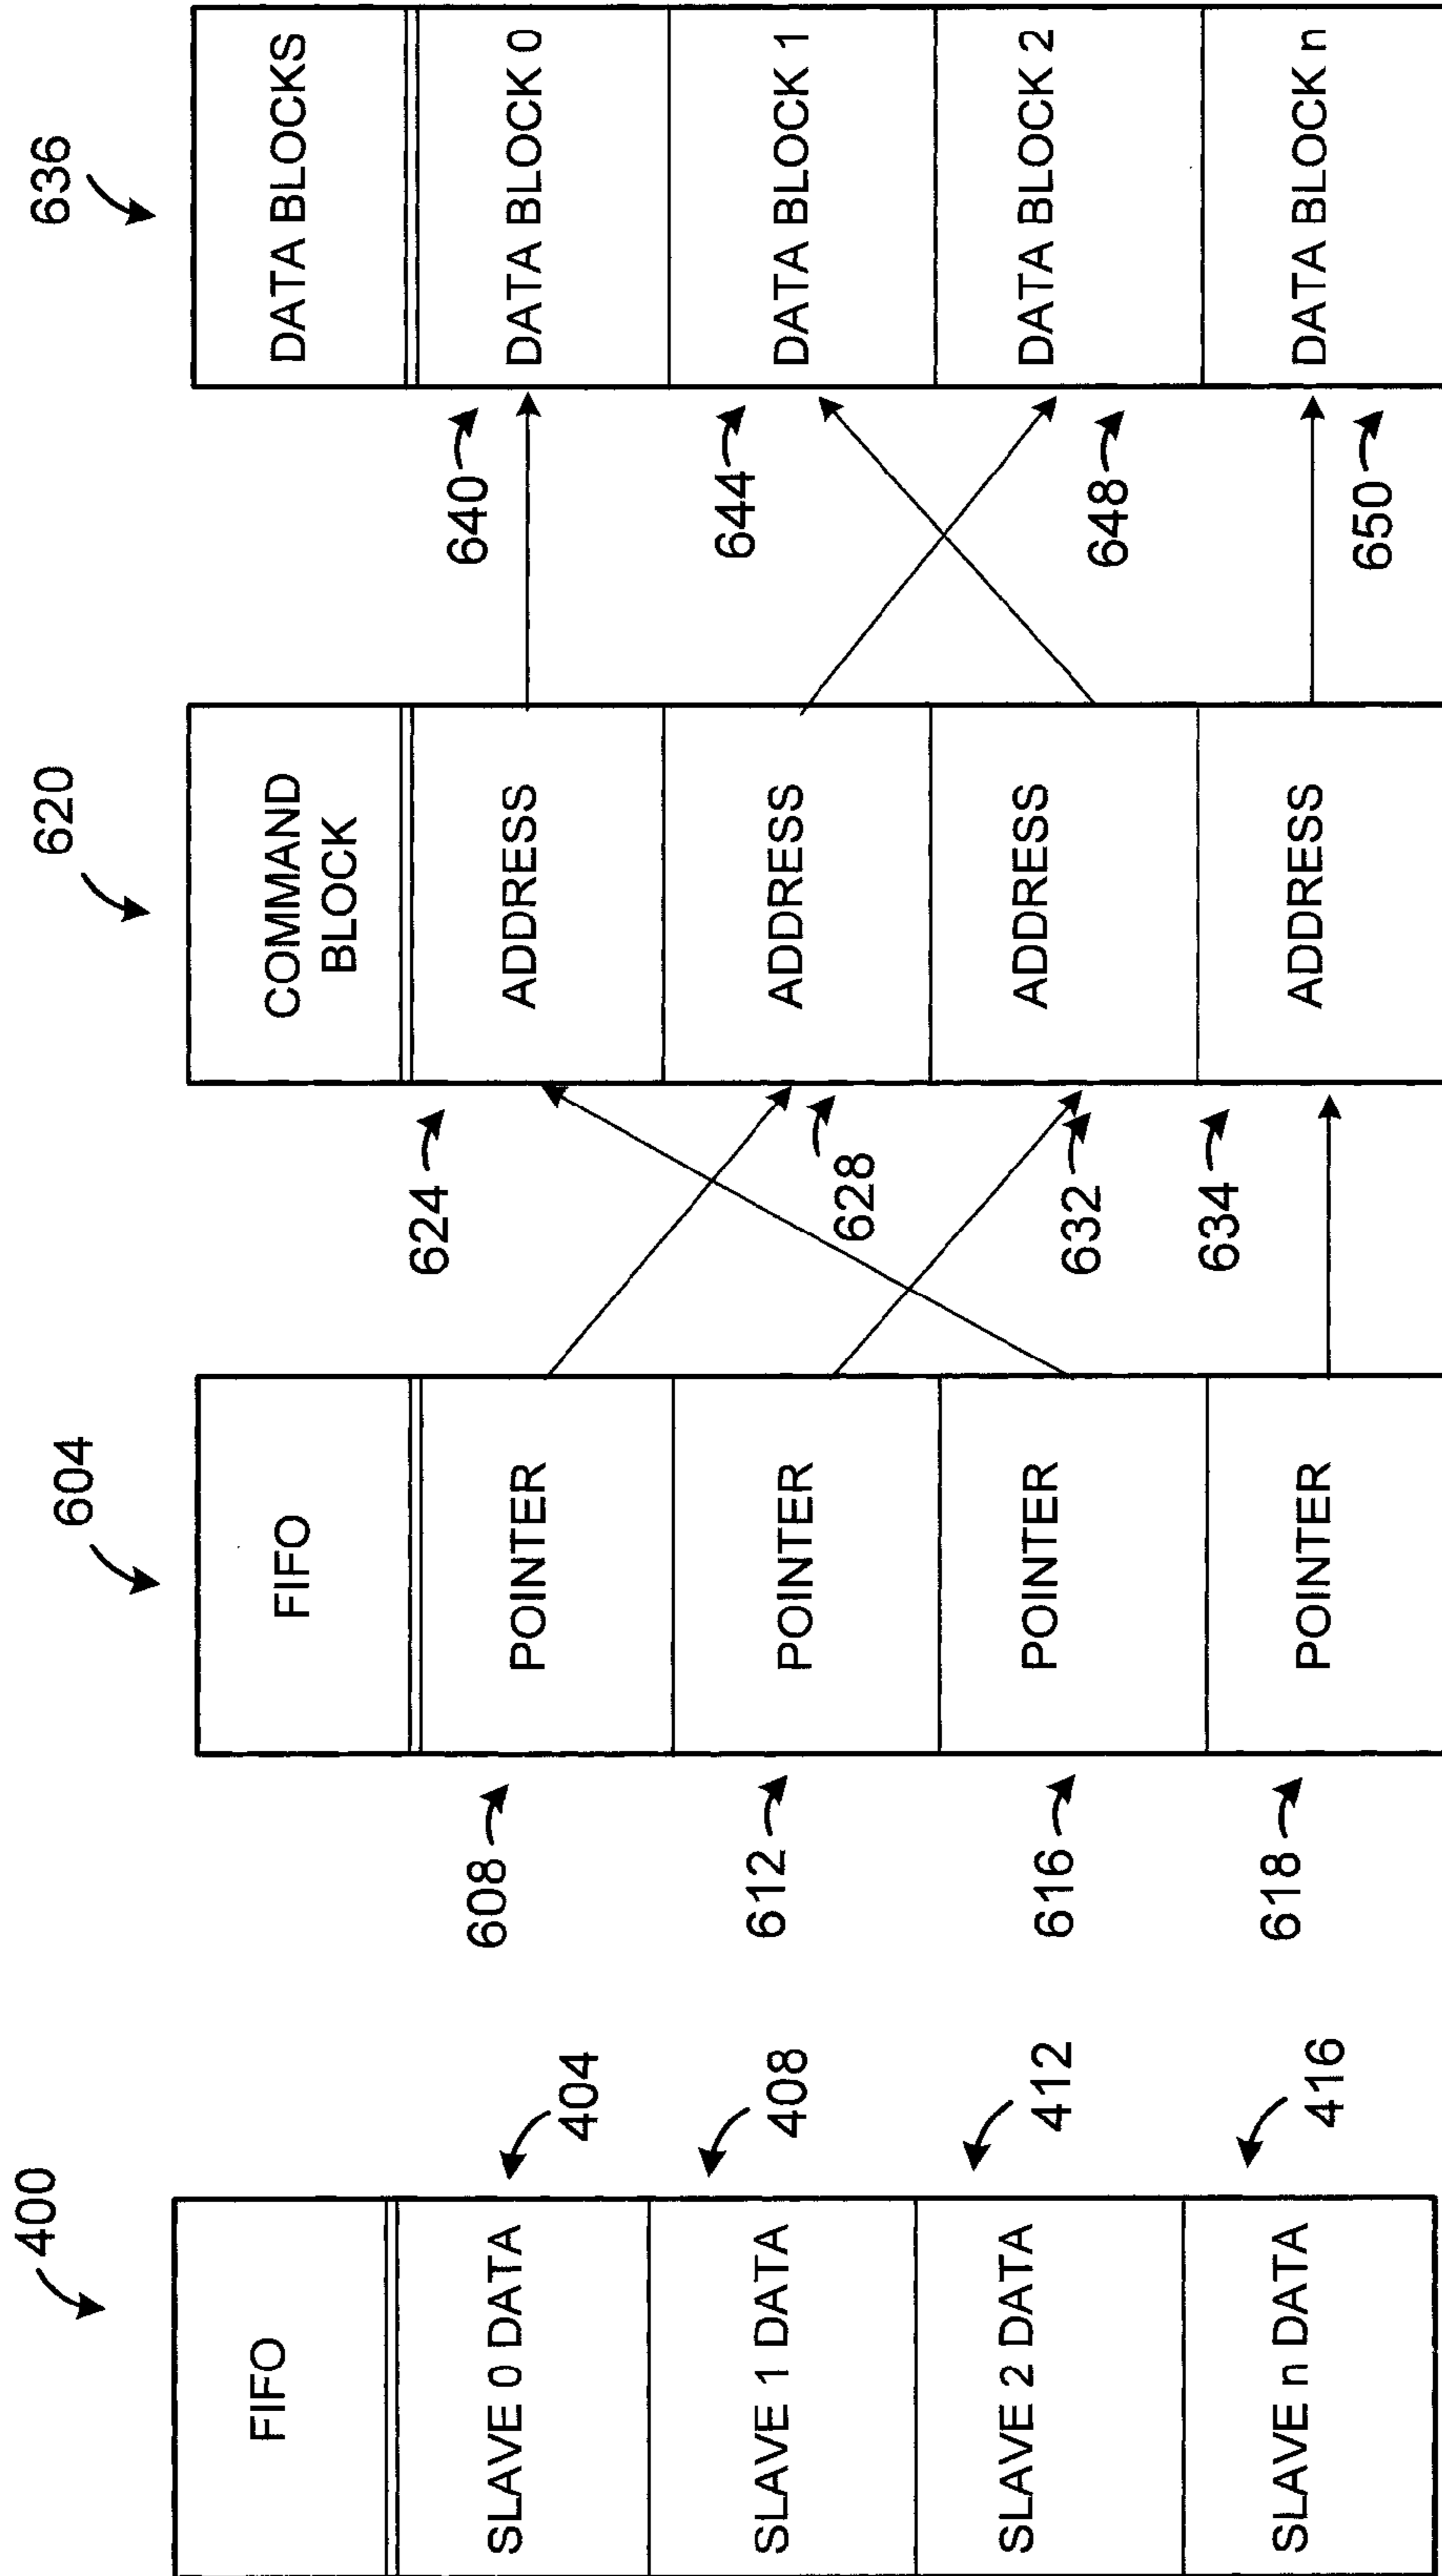 400
FIFO
SLAVE 0 DATA
404
SLAVE 1 DATA
408
SLAVE 2 DATA
412
SLAVE n DATA
416
604
FIFO
608
POINTER
612
POINTER
616
POINTER
618
POINTER
620
COMMAND
BLOCK
624
ADDRESS
628
ADDRESS
632
ADDRESS
634
ADDRESS
636
DATA BLOCKS
640
DATA BLOCK 0
644
DATA BLOCK 1
648
DATA BLOCK 2
650
DATA BLOCK n